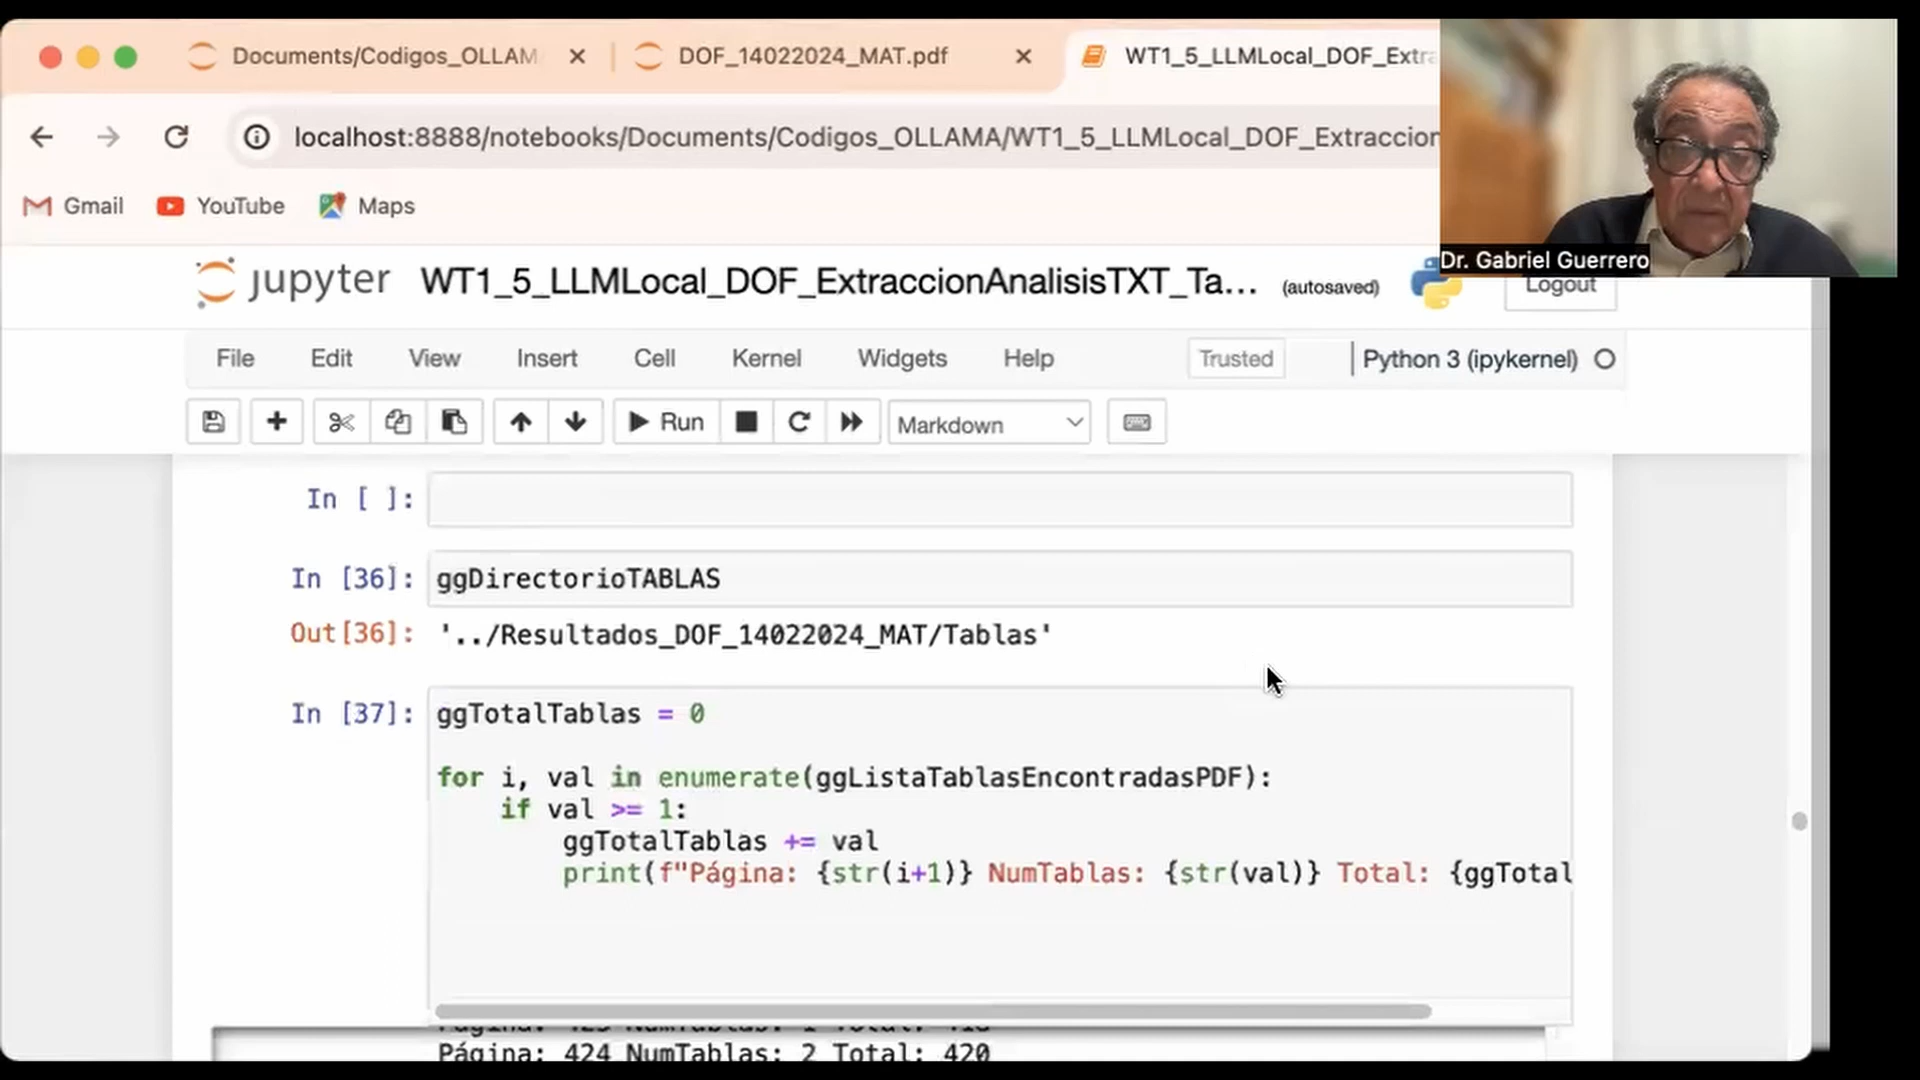 Documents/Codigos_OLLAM
DOF_14022024_MAT.pdf
WT1_5_LLMLocal_DOF_Extra
localhost:8888/notebooks/Documents/Codigos_OLLAMA/WT1_5_LLMLocal_DOF_Extraccion
Gmail
YouTube
Maps
Dr. Gabriel Guerrero
jupyter
WT1_5_LLMLocal_DOF_ExtraccionAnalisisTXT_Ta...
(autosaved)
Logout
File
Edit
View
Insert
Cell
Kernel
Widgets
Help
Trusted
Python 3 (ipykernel)
Run
Markdown
In [ ]:
In [36]: ggDirectorioTABLAS
Out[36]: '../Resultados_DOF_14022024_MAT/Tablas'
In [37]: ggTotalTablas = 0
for i, val in enumerate(ggListaTablasEncontradasPDF):
if val >= 1:
ggTotalTablas += val
print(f"Página: {str(i+1)} NumTablas: {str(val)} Total: {ggTotal
Página: 424 NumTablas: 2 Total: 420